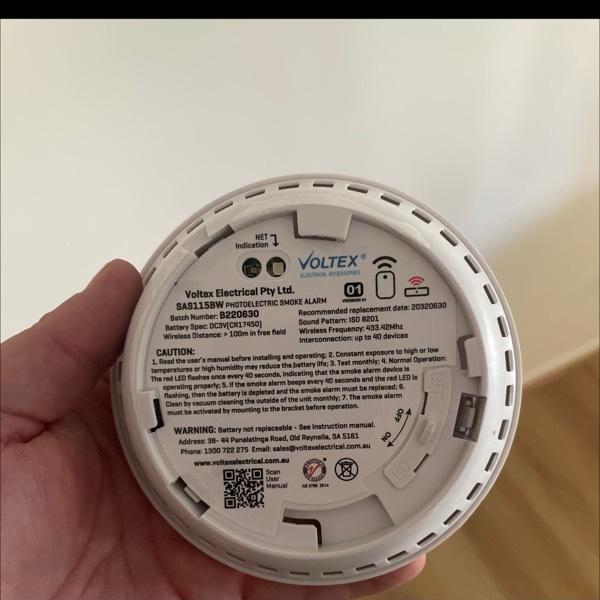 NET
Indication
VOLTEX®
ELECTRICAL ACCESSORIES
Voltex Electrical Pty Ltd.
SAS115BW PHOTOELECTRIC SMOKE ALARM
Batch Number: B220630
Battery Spec: DC3V[CR17450]
Wireless Distance: > 100m in free field
01
VERSION 01
Recommended replacement date: 20320630
Sound Pattern: ISO 8201
Wireless Frequency: 433.42Mhz
Interconnection: up to 40 devices
CAUTION:
1. Read the user's manual before installing and operating; 2. Constant exposure to high or low
temperatures or high humidity may reduce the battery life; 3. Test monthly; 4. Normal Operation:
The red LED flashes once every 40 seconds, indicating that the smoke alarm device is
operating properly; 5. If the smoke alarm beeps every 40 seconds and the red LED is
flashing, then the battery is depleted and the smoke alarm must be replaced; 6.
Clean by vacuum cleaning the outside of the unit monthly; 7. The smoke alarm
must be activated by mounting to the bracket before operation.
OFF
OFF
ON
ON
WARNING: Battery not replaceable - See Instruction manual.
Address: 38- 44 Panalatinga Road, Old Reynella, SA 5161
Phone: 1300 722 275 Email: sales@voltexelectrical.com.au
www.voltexelectrical.com.au
Scan
User
Manual
AS 3786 2014